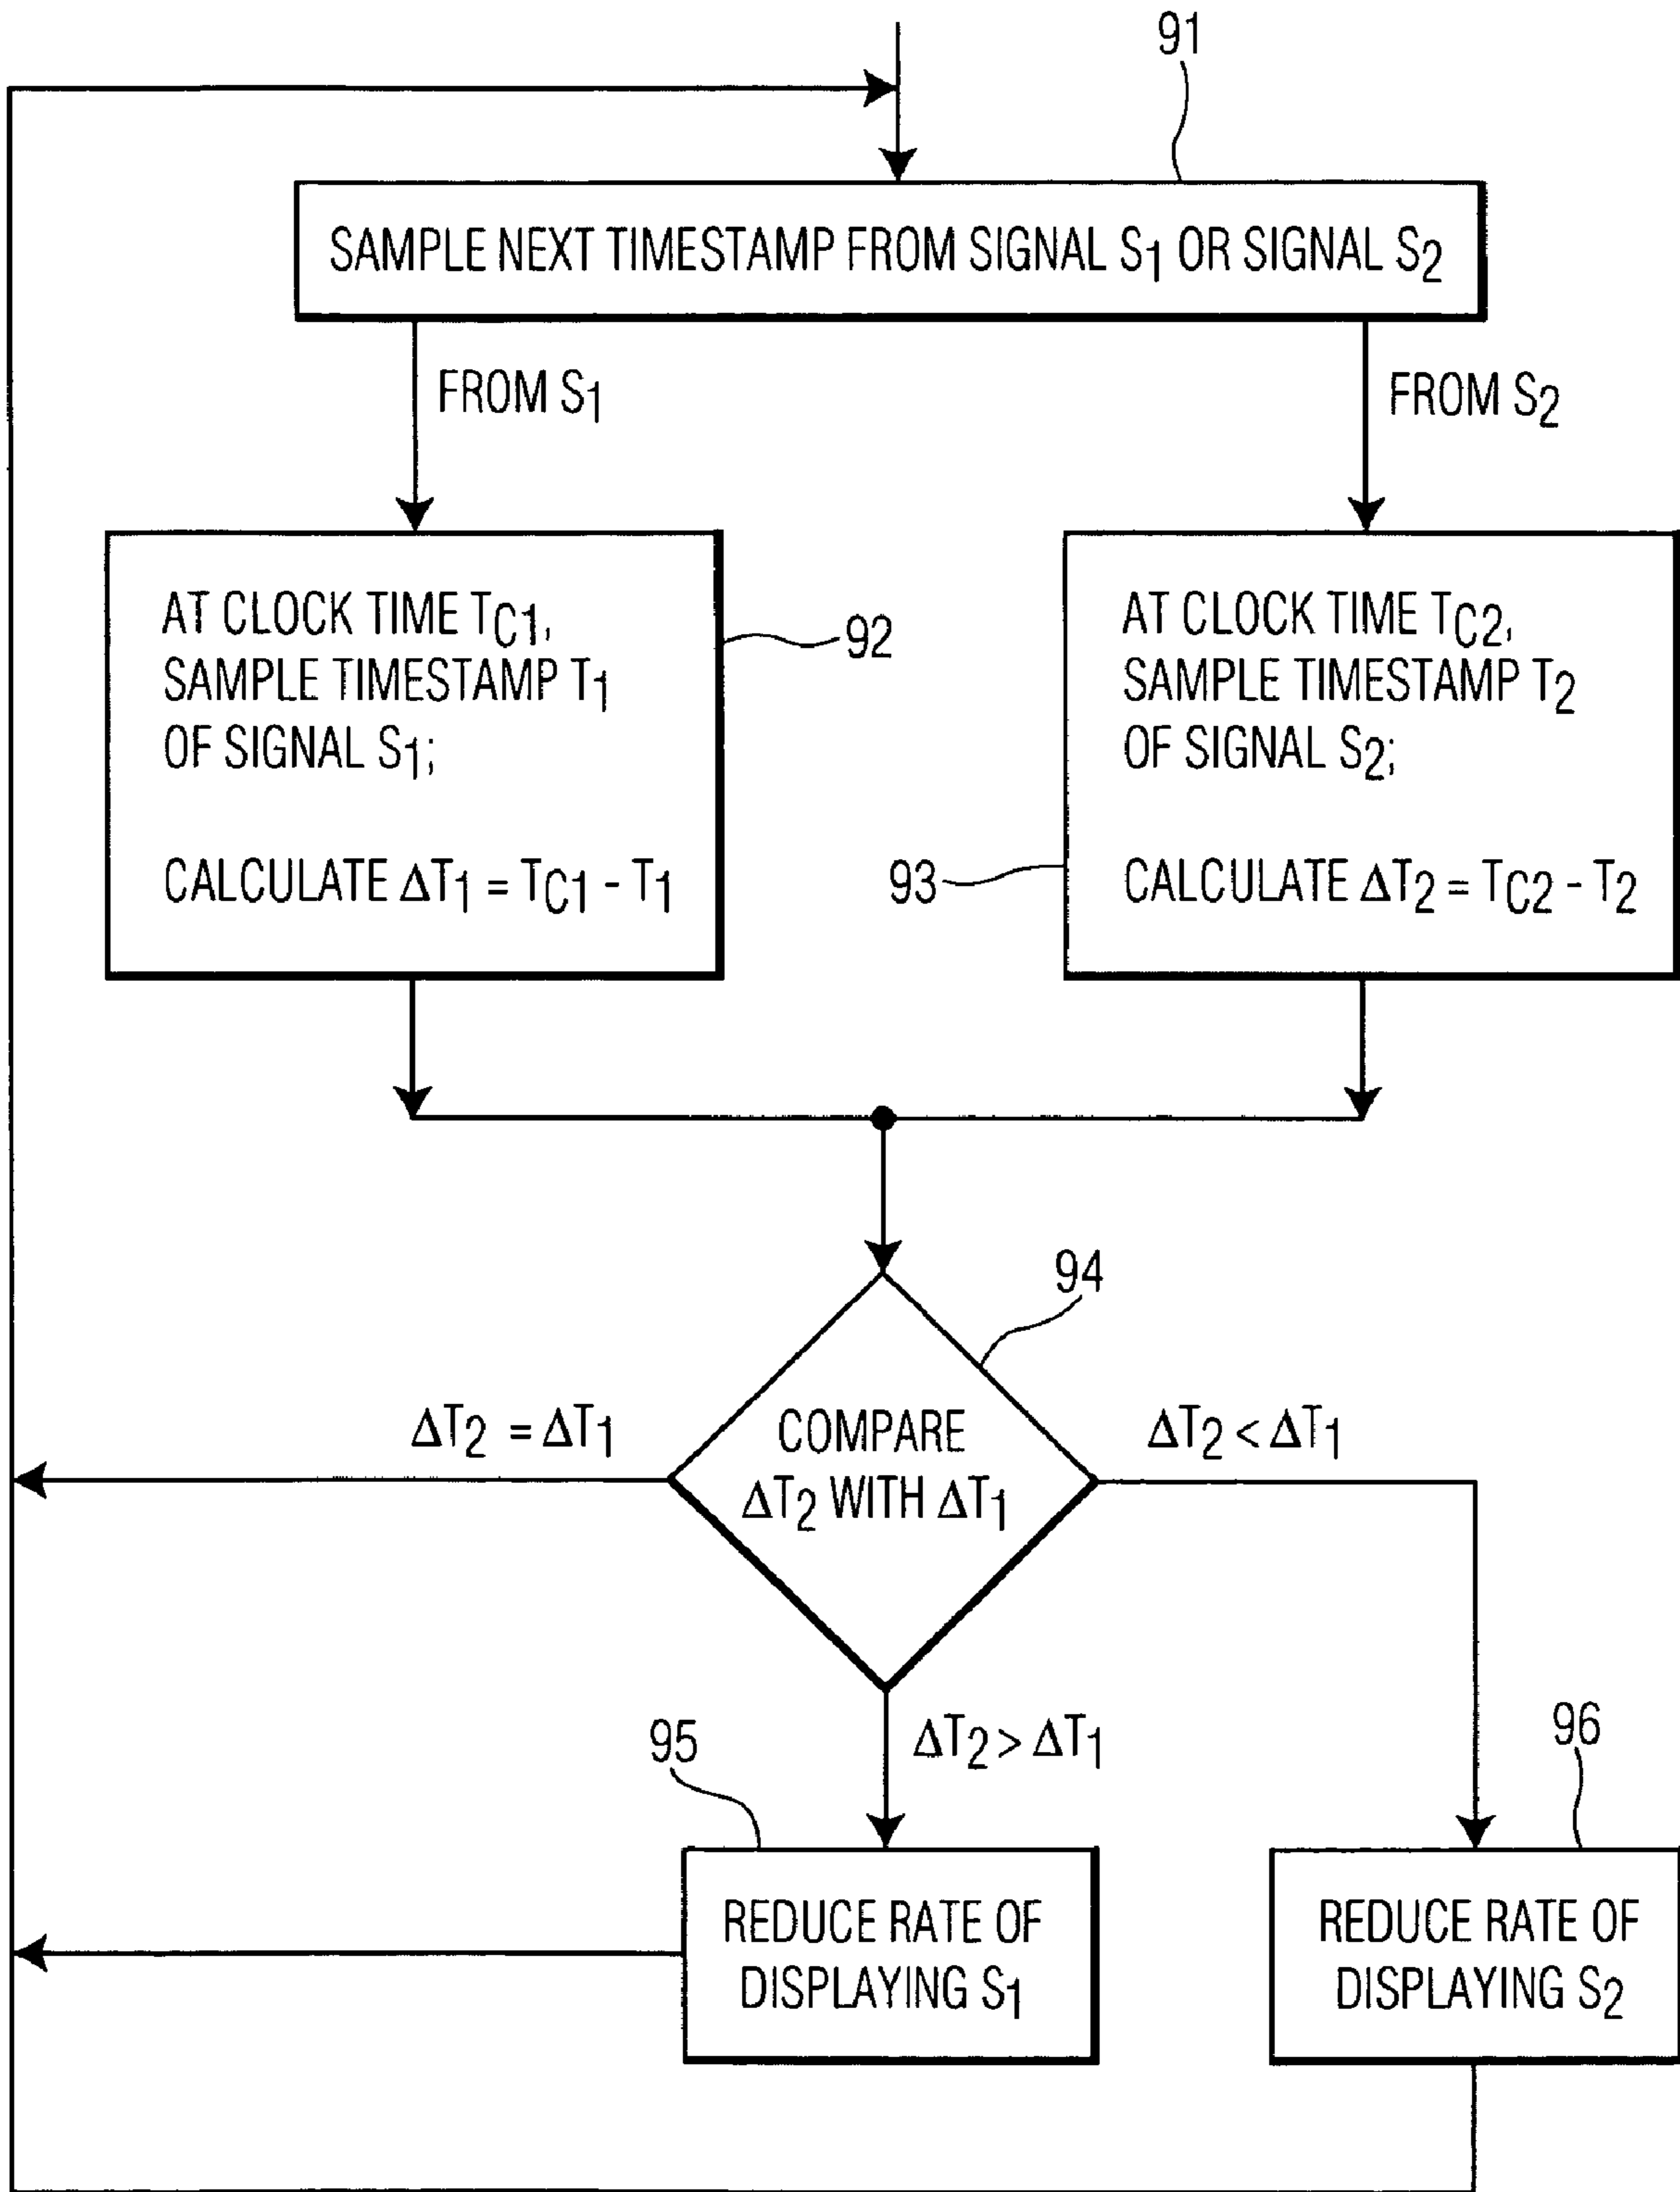 91
SAMPLE NEXT TIMESTAMP FROM SIGNAL S1 OR SIGNAL S2
FROM S1
FROM S2
AT CLOCK TIME TC1,
SAMPLE TIMESTAMP T1
OF SIGNAL S1;
CALCULATE ΔT1 = TC1 - T1
92
AT CLOCK TIME TC2,
SAMPLE TIMESTAMP T2
OF SIGNAL S2;
CALCULATE ΔT2 = TC2 - T2
93
94
COMPARE
ΔT2 WITH ΔT1
ΔT2 = ΔT1
ΔT2 < ΔT1
ΔT2 > ΔT1
95
REDUCE RATE OF
DISPLAYING S1
96
REDUCE RATE OF
DISPLAYING S2